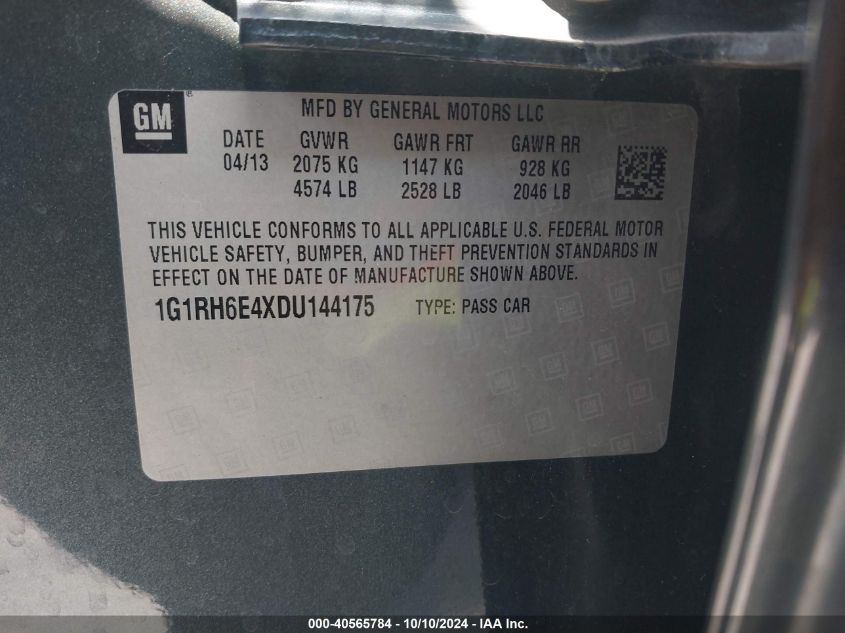 GM®
MFD BY GENERAL MOTORS LLC
DATE GVWR GAWR FRT GAWR RR
04/13 2075 KG 1147 KG 928 KG
4574 LB 2528 LB 2046 LB
THIS VEHICLE CONFORMS TO ALL APPLICABLE U.S. FEDERAL MOTOR
VEHICLE SAFETY, BUMPER, AND THEFT PREVENTION STANDARDS IN
EFFECT ON THE DATE OF MANUFACTURE SHOWN ABOVE.
1G1RH6E4XDU144175 TYPE: PASS CAR
000-40565784 - 10/10/2024 - IAA Inc.